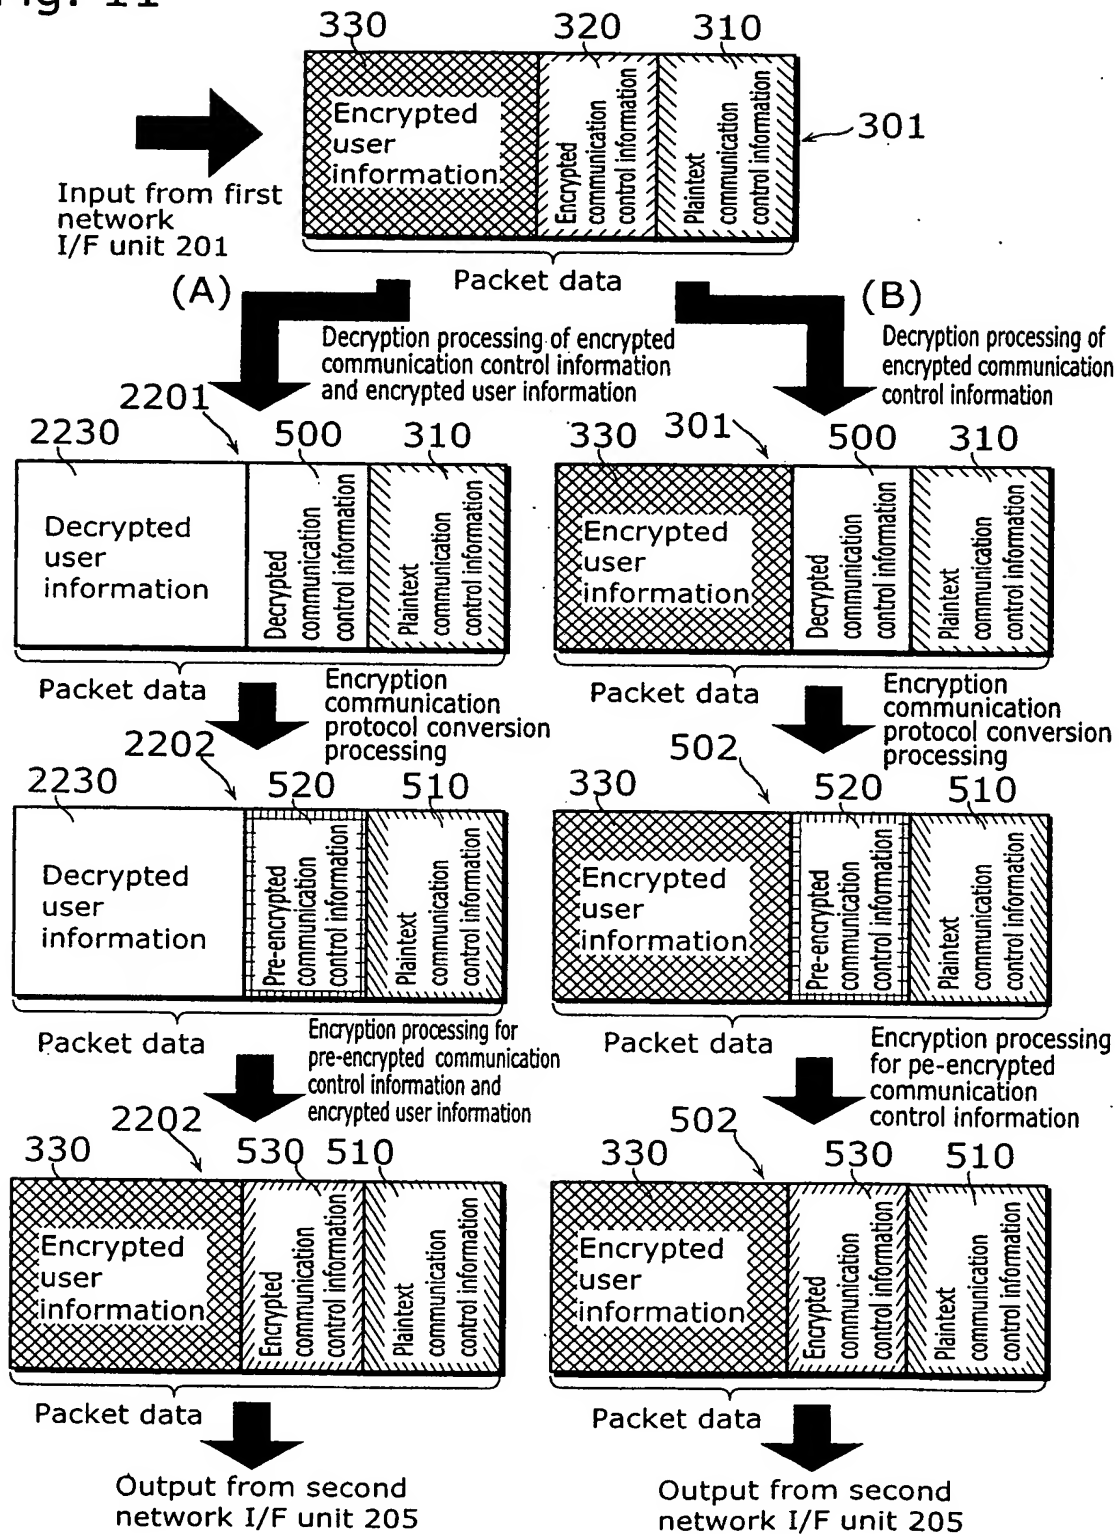 Fig. 11
330
320
310
Encrypted
user
information
Encrypted
communication
control information
Plaintext
communication
control information
301
Input from first
network
I/F unit 201
Packet data
(A)
(B)
Decryption processing of encrypted
communication control information
and encrypted user information
Decryption processing of
encrypted communication
control information
2201
2230
500
310
Decrypted
user
information
Decrypted
communication
control information
Plaintext
communication
control information
330
301
500
310
Encrypted
user
information
Decrypted
communication
control information
Plaintext
communication
control information
Packet data
Encryption
communication
protocol conversion
processing
Packet data
Encryption
communication
protocol conversion
processing
2202
2230
520
510
Decrypted
user
information
Pre-encrypted
communication
control information
Plaintext
communication
control information
502
330
520
510
Encrypted
user
information
Pre-encrypted
communication
control information
Plaintext
communication
control information
Packet data
Encryption processing for
pre-encrypted communication
control information and
encrypted user information
Packet data
Encryption processing
for pe-encrypted
communication
control information
2202
330
530
510
Encrypted
user
information
Encrypted
communication
control information
Plaintext
communication
control information
502
330
530
510
Encrypted
user
information
Encrypted
communication
control information
Plaintext
communication
control information
Packet data
Output from second
network I/F unit 205
Packet data
Output from second
network I/F unit 205